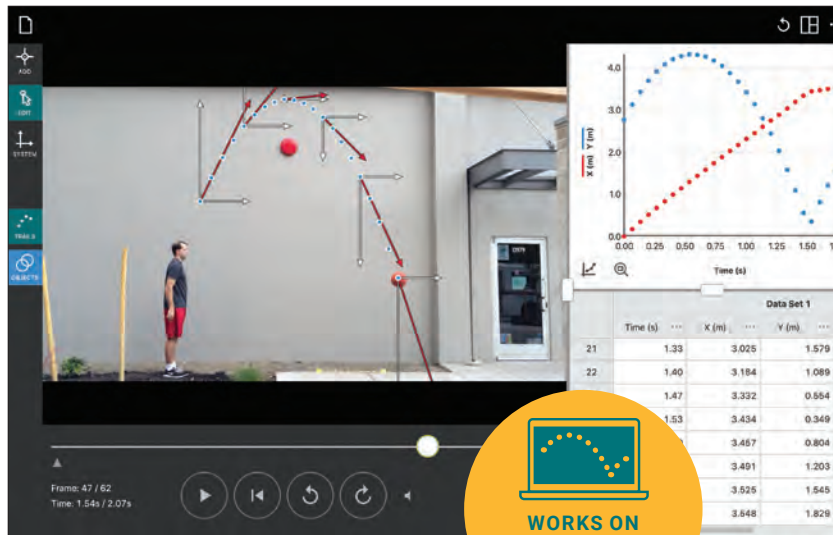 ADD
EDIT
SYSTEM
TRACKS
OBJECTS
4.0
3.0
2.0
1.0
0.0
X (m) Y (m)
0.00 0.25 0.50 0.75 1.00 1.25 1.50
Time (s)
Data Set 1
Time (s) ... X (m) ... Y (m) ...
21 1.33 3.025 1.579
22 1.40 3.184 1.089
1.47 3.332 0.554
1.53 3.434 0.349
3.457 0.804
3.491 1.203
3.525 1.545
3.548 1.829
Frame: 47 / 62
Time: 1.54s / 2.07s
WORKS ON